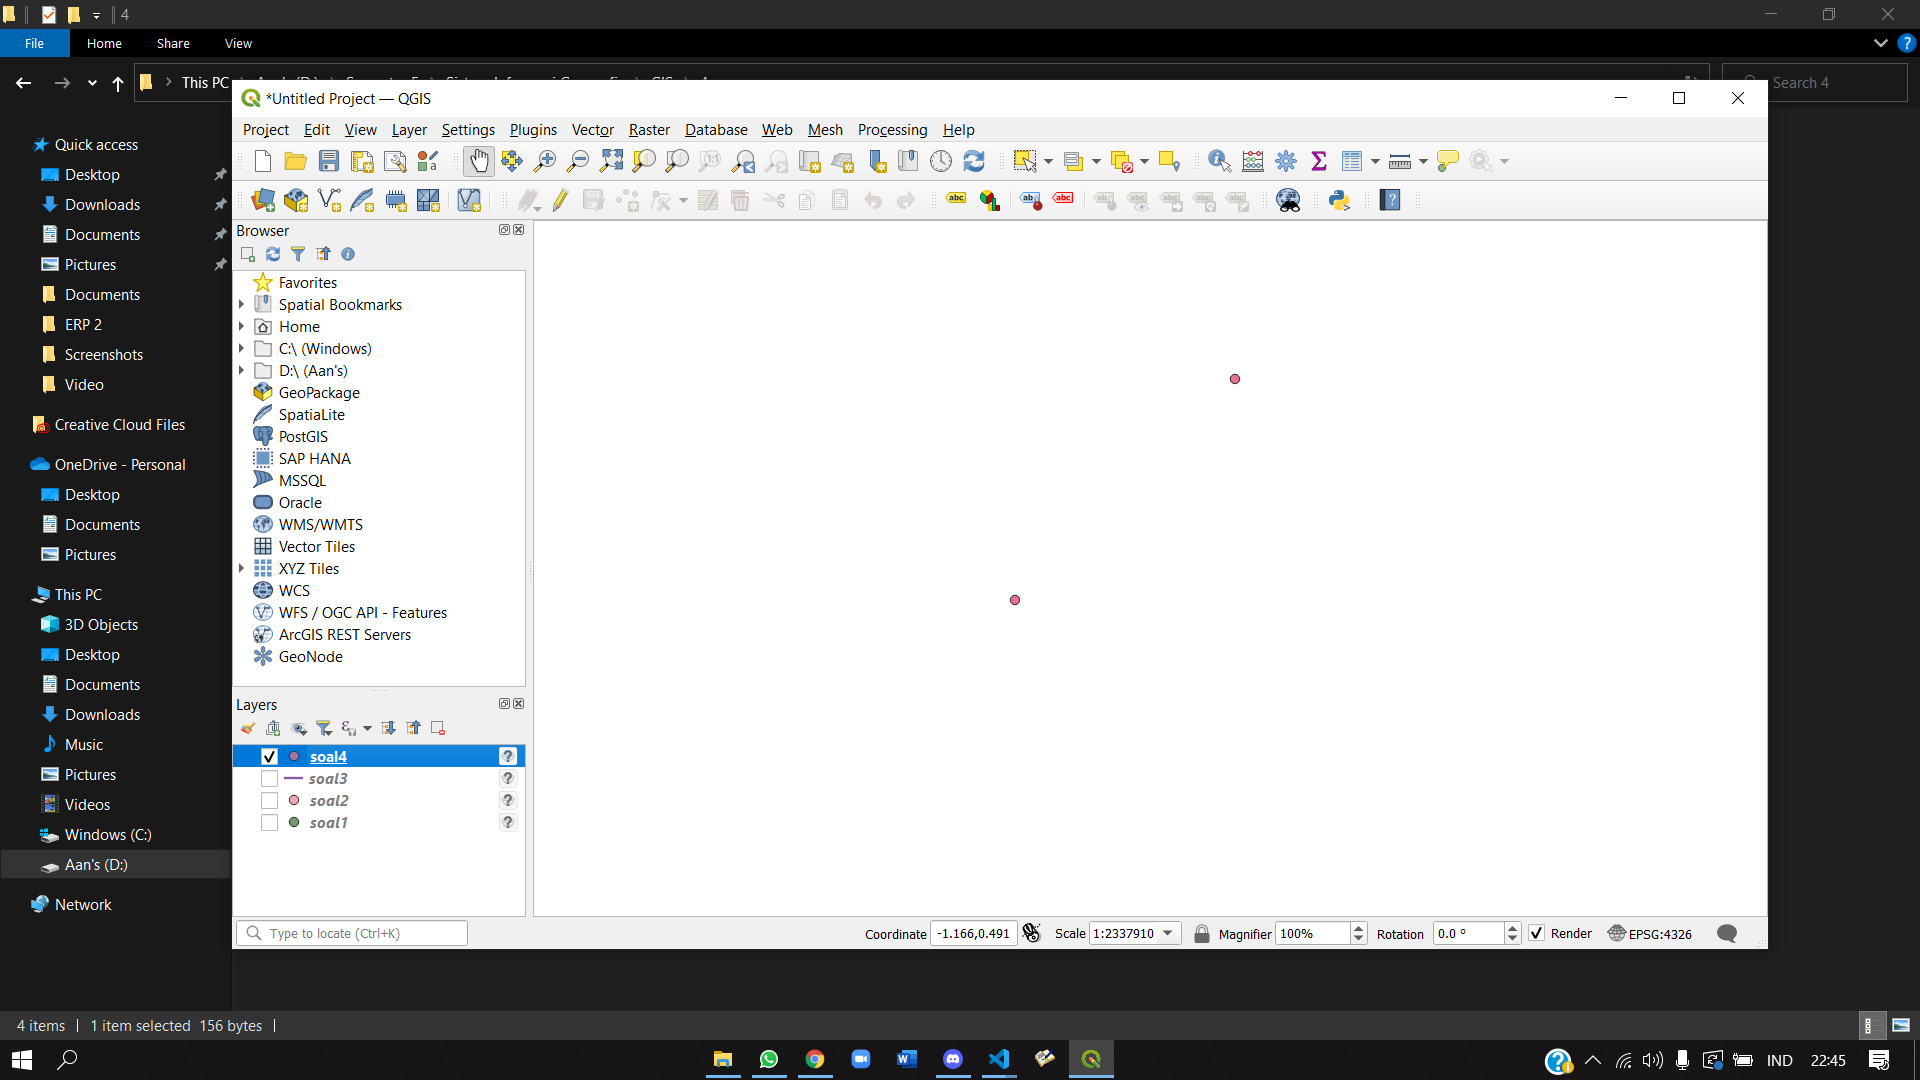 4
File Home Share View
This PC
Search 4
*Untitled Project — QGIS
Project Edit View Layer Settings Plugins Vector Raster Database Web Mesh Processing Help
Quick access
Desktop
Downloads
Documents
Pictures
Documents
ERP 2
Screenshots
Video
Creative Cloud Files
OneDrive - Personal
Desktop
Documents
Pictures
This PC
3D Objects
Desktop
Documents
Downloads
Music
Pictures
Videos
Windows (C:)
Aan's (D:)
Network
Browser
Favorites
Spatial Bookmarks
Home
C:\ (Windows)
D:\ (Aan's)
GeoPackage
SpatiaLite
PostGIS
SAP HANA
MSSQL
Oracle
WMS/WMTS
Vector Tiles
XYZ Tiles
WCS
WFS / OGC API - Features
ArcGIS REST Servers
GeoNode
Layers
soal4
soal3
soal2
soal1
Type to locate (Ctrl+K)
Coordinate -1.166,0.491 Scale 1:2337910 Magnifier 100% Rotation 0.0 ° Render EPSG:4326
4 items 1 item selected 156 bytes
IND 22:45